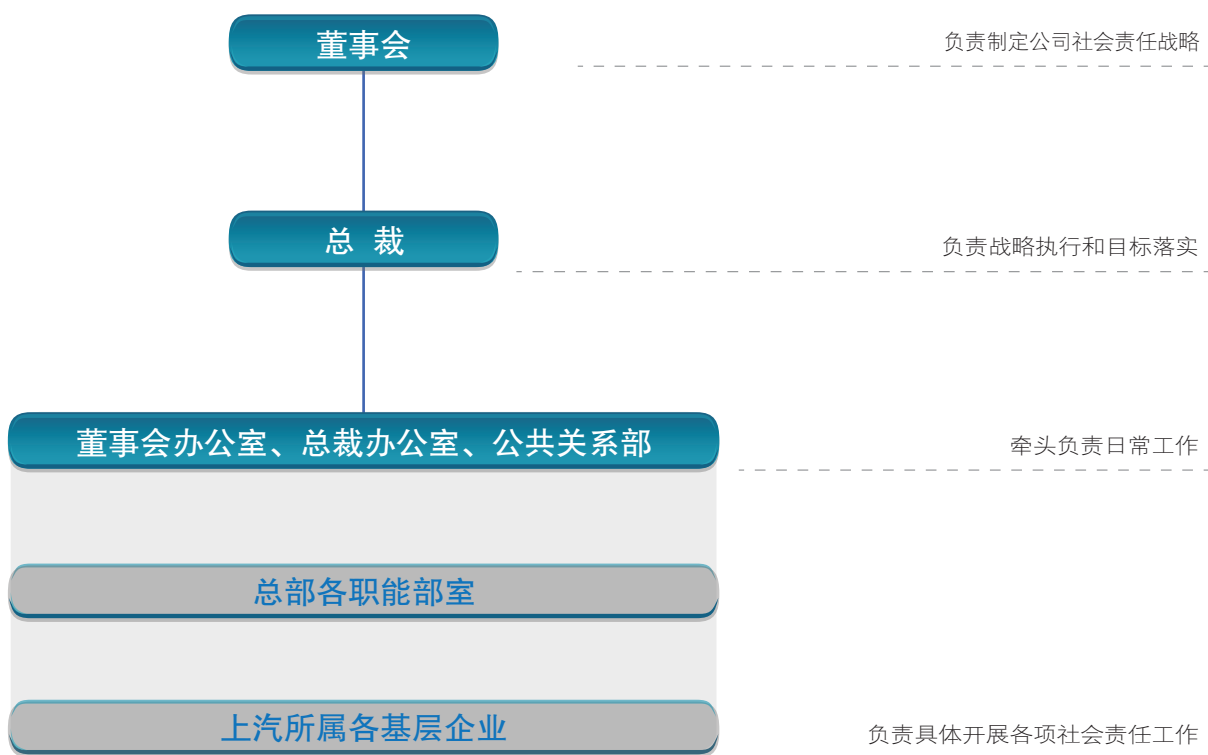 董事会
负责制定公司社会责任战略
总 裁
负责战略执行和目标落实
董事会办公室、总裁办公室、公共关系部
牵头负责日常工作
总部各职能部室
上汽所属各基层企业
负责具体开展各项社会责任工作